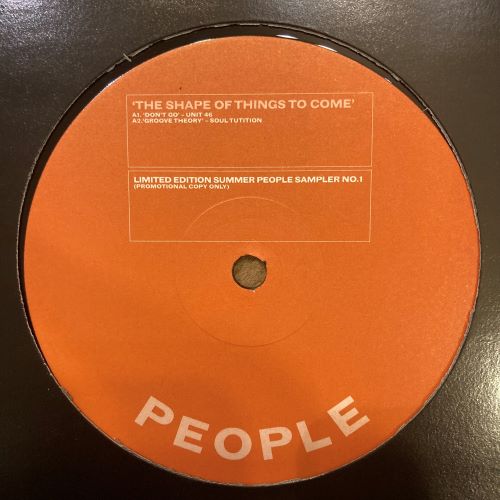 'THE SHAPE OF THINGS TO COME'
A1. 'DON'T GO' - UNIT 46
A2.'GROOVE THEORY' - SOUL TUTITION
LIMITED EDITION SUMMER PEOPLE SAMPLER NO.1
(PROMOTIONAL COPY ONLY)
PEOPLE